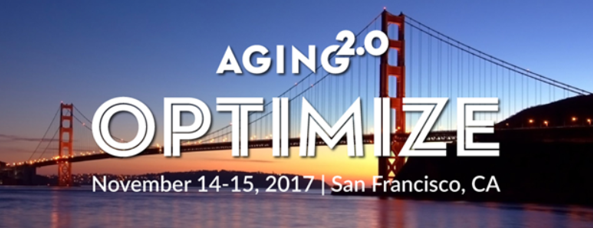 AGING2.0
OPTIMIZE
November 14-15, 2017 | San Francisco, CA